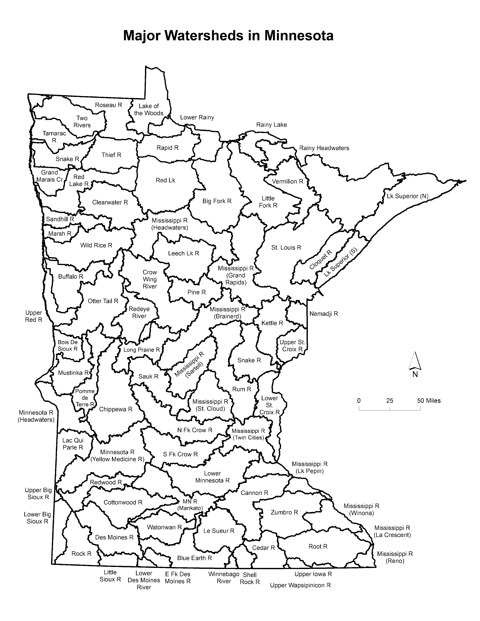 Major Watersheds in Minnesota
Roseau R
Lake of
the Woods
Two
Rivers
Lower Rainy
Rainy Lake
Tamarac
R
Rapid R
Rainy Headwaters
Snake R
Thief R
Grand
Marais Cr
Red
Lake R
Red Lk
Vermilion R
Clearwater R
Big Fork R
Little
Fork R
Lk Superior (N)
Sandhill R
Mississippi R
(Headwaters)
Marsh R
Wild Rice R
Leech Lk R
St. Louis R
Cloquet R
Lk Superior (S)
Buffalo R
Crow
Wing
River
Mississippi R
(Grand
Rapids)
Pine R
Otter Tail R
Redeye
River
Mississippi R
(Brainerd)
Nemadji R
Upper
Red R
Kettle R
Bois De
Sioux R
Long Prairie R
Upper St.
Croix R
Mustinka R
Sauk R
Mississippi R
(Sartell)
Snake R
Pomme
de
Terre R
Rum R
Chippewa R
Mississippi R
(St. Cloud)
Lower
St.
Croix R
Minnesota R
(Headwaters)
N Fk Crow R
Mississippi R
(Twin Cities)
Lac Qui
Parle R
Minnesota R
(Yellow Medicine R)
S Fk Crow R
Mississippi R
(Lk Pepin)
Redwood R
Lower
Minnesota R
Upper Big
Sioux R
Cottonwood R
MN R
(Mankato)
Cannon R
Mississippi R
(Winona)
Lower Big
Sioux R
Zumbro R
Watonwan R
Le Sueur R
Mississippi R
(La Crescent)
Des Moines R
Rock R
Blue Earth R
Cedar R
Root R
Mississippi R
(Reno)
Little
Sioux R
Lower
Des Moines
River
E Fk Des
Moines R
Winnebago
River
Shell
Rock R
Upper Iowa R
Upper Wapsipinicon R
N
0 25 50 Miles